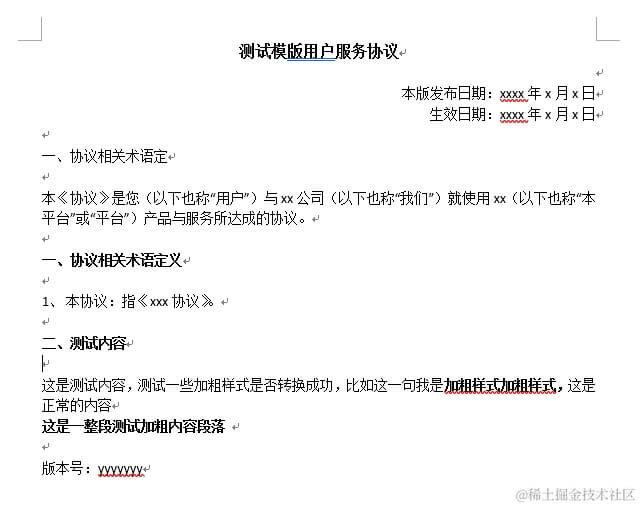 测试模版用户服务协议
本版发布日期：xxxx 年 x 月 x 日
生效日期：xxxx 年 x 月 x 日
一、协议相关术语定
本《协议》是您（以下也称“用户”）与 xx 公司（以下也称“我们”）就使用 xx（以下也称“本
平台”或“平台”）产品与服务所达成的协议。
一、协议相关术语定义
1、 本协议：指《xxx 协议》。
二、测试内容
这是测试内容，测试一些加粗样式是否转换成功，比如这一句我是加粗样式加粗样式，这是
正常的内容
这是一整段测试加粗内容段落
版本号：yyyyyyy
@稀土掘金技术社区